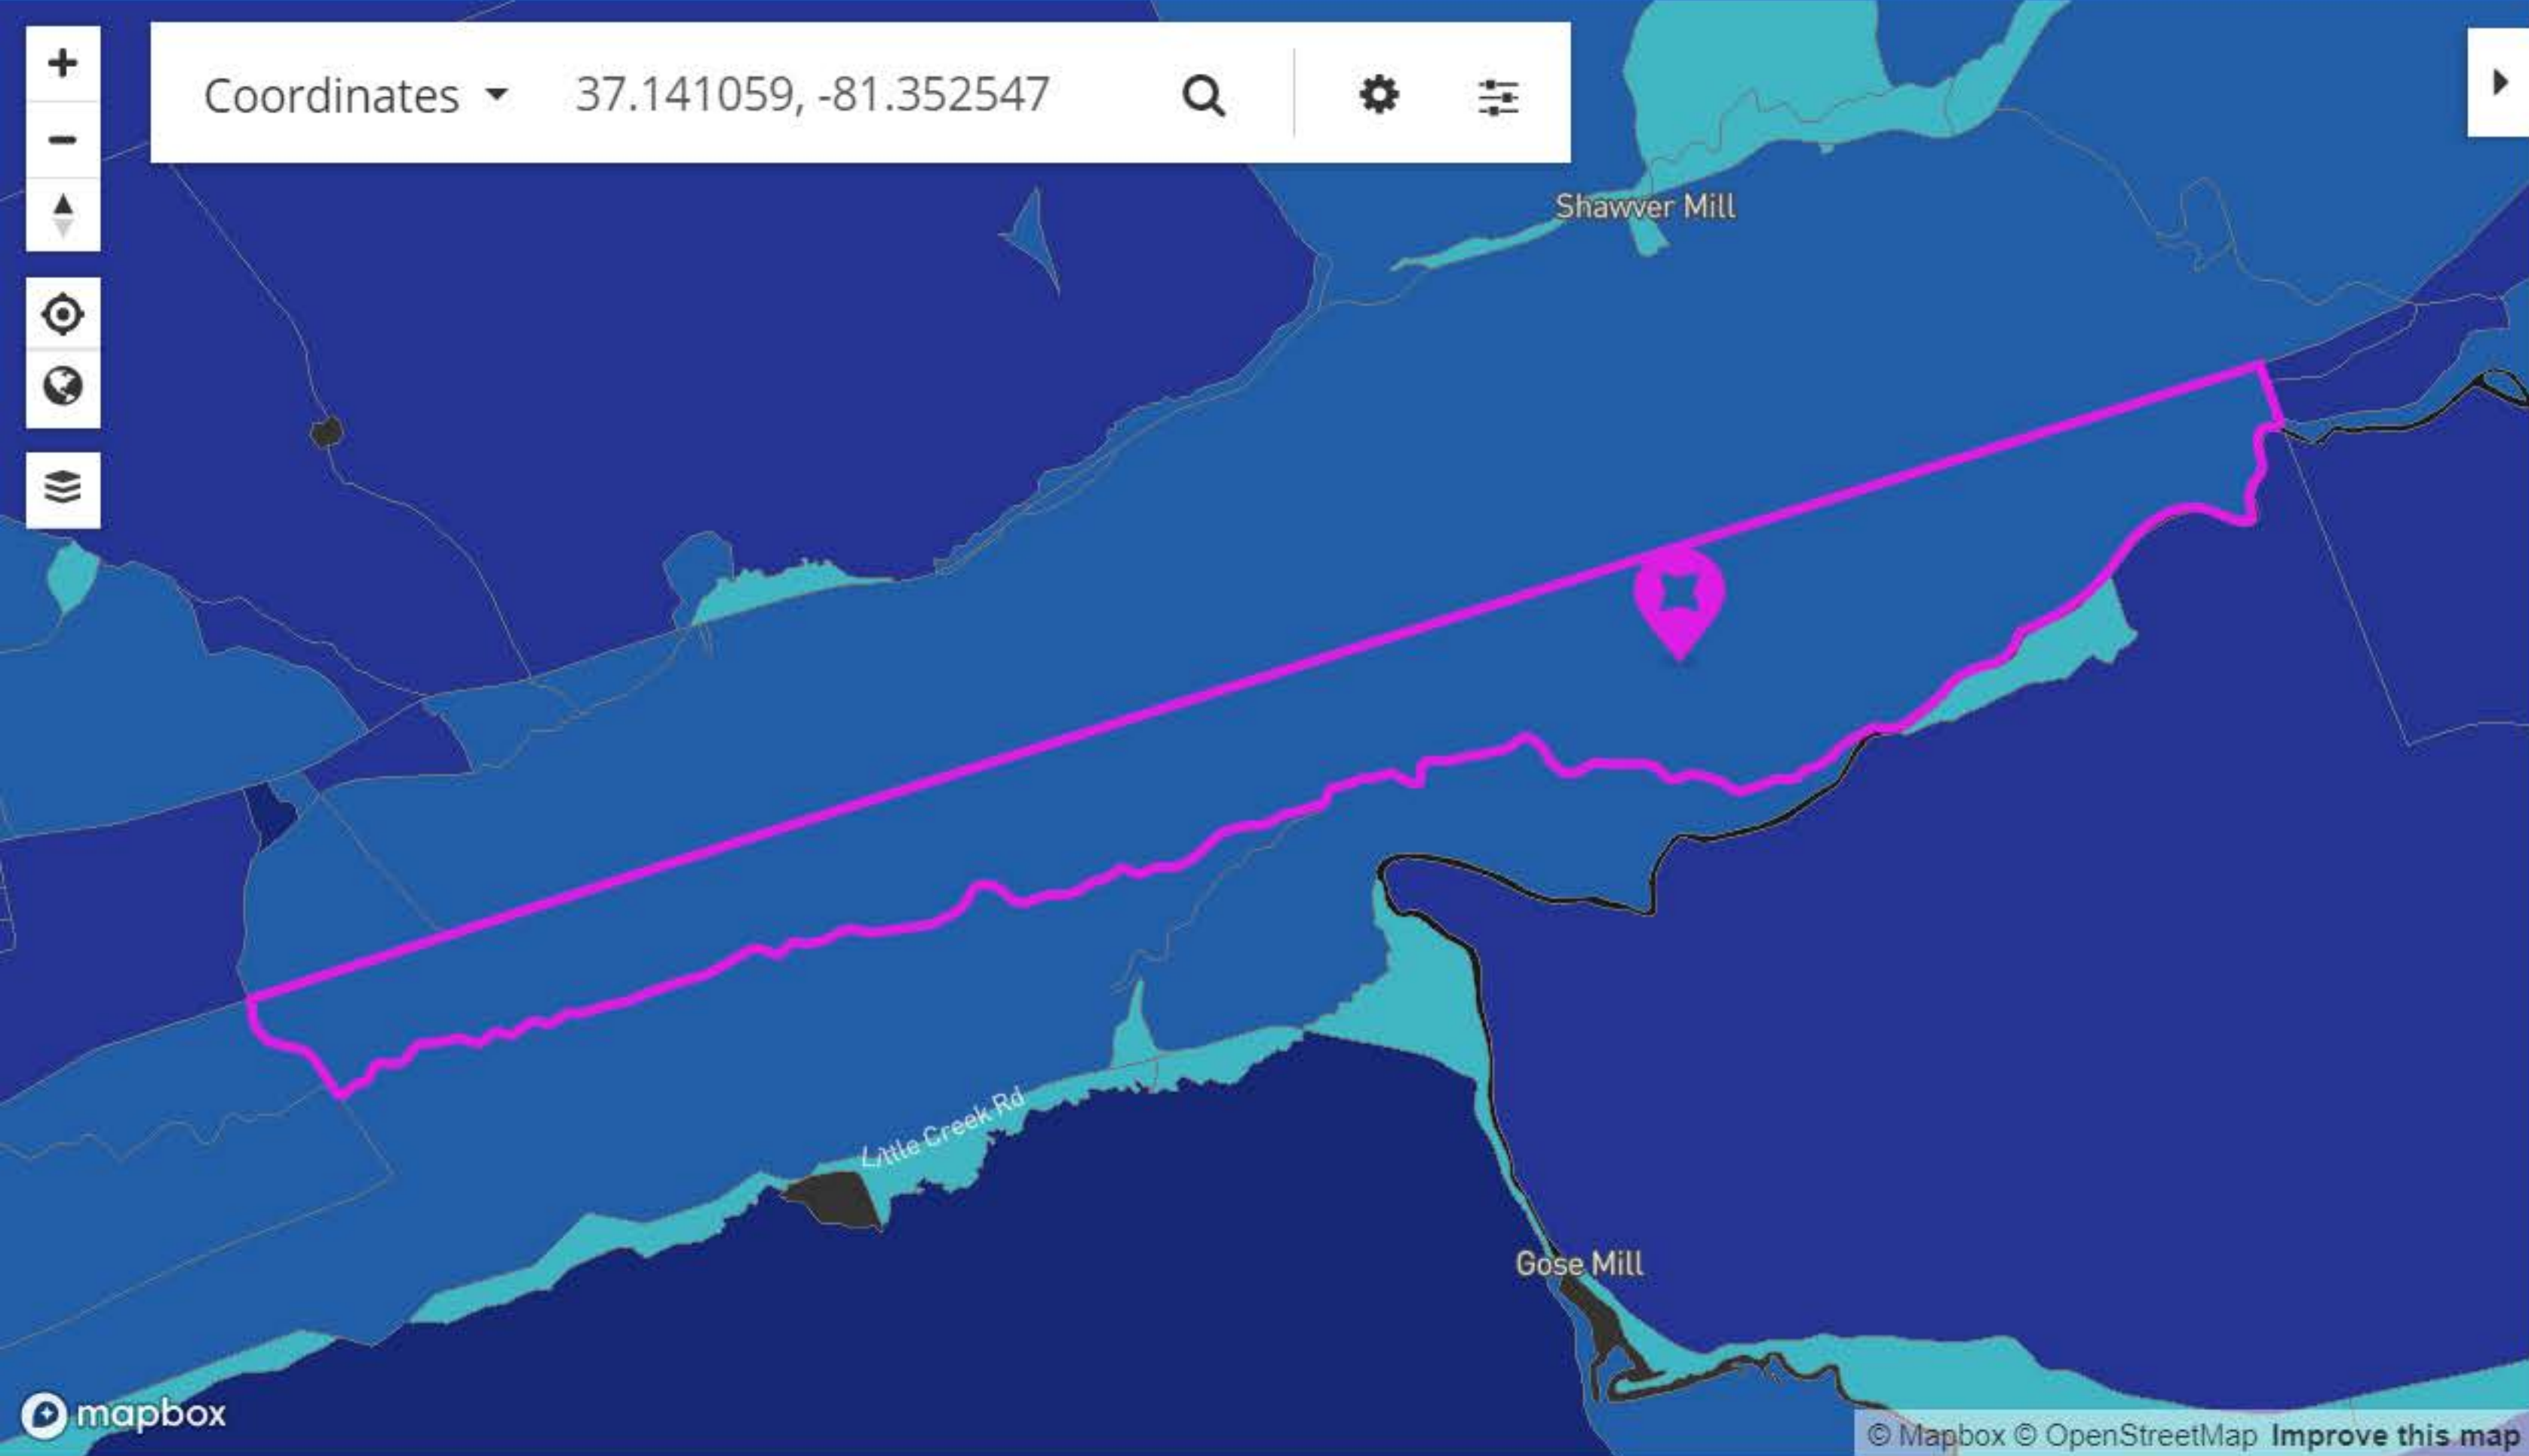 Coordinates 37.141059, -81.352547
Shawver Mill
Little Creek Rd
Gose Mill
mapbox
© Mapbox © OpenStreetMap Improve this map